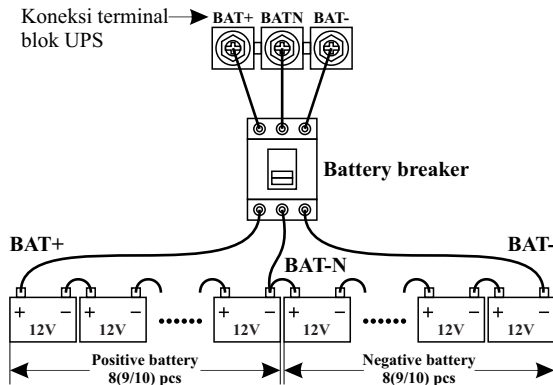 Koneksi terminal
blok UPS
BAT+ BATN BAT-
Battery breaker
BAT+
BAT-N
BAT-
+ − + − + − + − + − + −
12V 12V 12V 12V 12V 12V
Positive battery
8(9/10) pcs
Negative battery
8(9/10) pcs